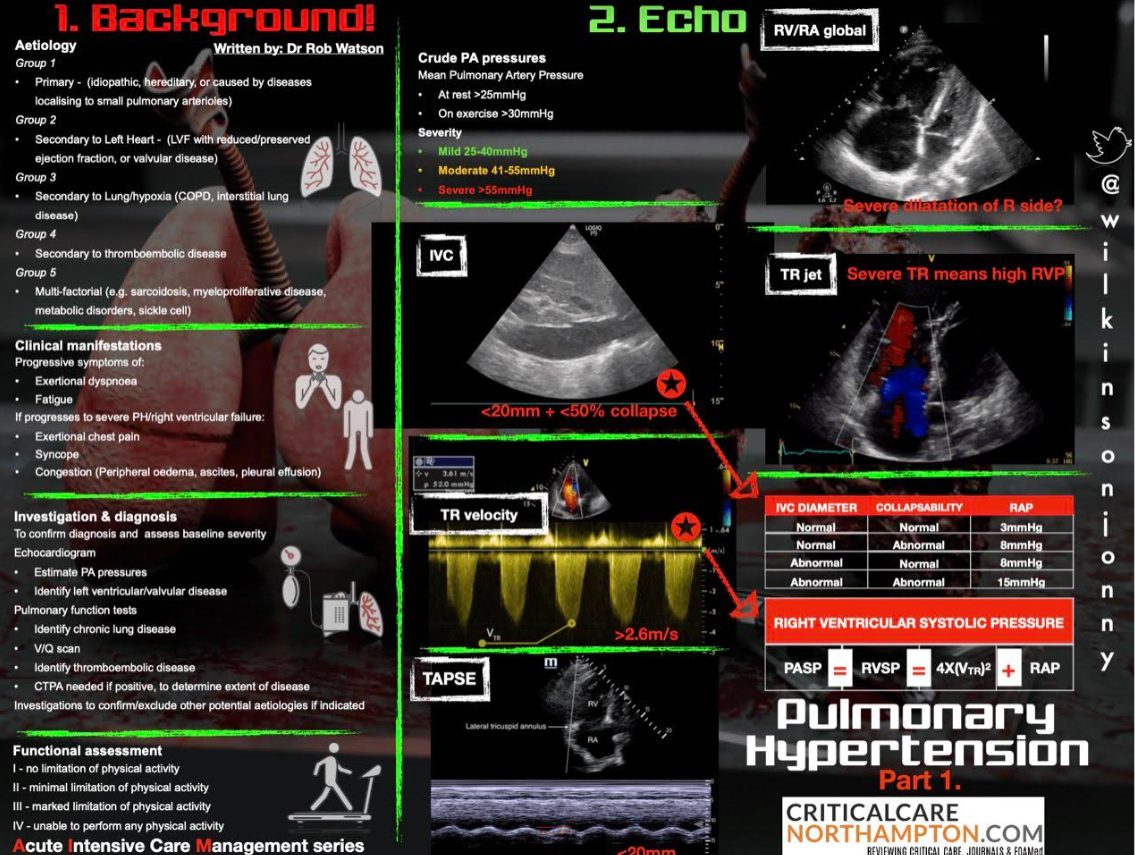 1. Background!
Written by: Dr Rob Watson
Aetiology
Group 1
• Primary - (idiopathic, hereditary, or caused by diseases
localising to small pulmonary arterioles)
Group 2
• Secondary to Left Heart - (LVF with reduced/preserved
ejection fraction, or valvular disease)
Group 3
• Secondary to Lung/hypoxia (COPD, interstitial lung
disease)
Group 4
• Secondary to thromboembolic disease
Group 5
• Multi-factorial (e.g. sarcoidosis, myeloproliferative disease,
metabolic disorders, sickle cell)
Clinical manifestations
Progressive symptoms of:
• Exertional dyspnoea
• Fatigue
If progresses to severe PH/right ventricular failure:
• Exertional chest pain
• Syncope
• Congestion (Peripheral oedema, ascites, pleural effusion)
Investigation & diagnosis
To confirm diagnosis and assess baseline severity
Echocardiogram
• Estimate PA pressures
• Identify left ventricular/valvular disease
Pulmonary function tests
• Identify chronic lung disease
• V/Q scan
• Identify thromboembolic disease
• CTPA needed if positive, to determine extent of disease
Investigations to confirm/exclude other potential aetiologies if indicated
Functional assessment
I - no limitation of physical activity
II - minimal limitation of physical activity
III - marked limitation of physical activity
IV - unable to perform any physical activity
Acute Intensive Care Management series
2. Echo
Crude PA pressures
Mean Pulmonary Artery Pressure
• At rest >25mmHg
• On exercise >30mmHg
Severity
• Mild 25-40mmHg
• Moderate 41-55mmHg
• Severe >55mmHg
IVC
LOGIQ
0
5
10
15
<20mm + <50% collapse
TR velocity
v 3.61 m/s
p 52.0 mmHg
V
VTR
>2.6m/s
TAPSE
m
RV
Lateral tricuspid annulus
RA
<20mm
RV/RA global
Severe dilatation of R side?
TR jet
Severe TR means high RVP
V
IVC DIAMETER COLLAPSABILITY RAP
Normal Normal 3mmHg
Normal Abnormal 8mmHg
Abnormal Normal 8mmHg
Abnormal Abnormal 15mmHg
RIGHT VENTRICULAR SYSTOLIC PRESSURE
PASP = RVSP = 4X(VTR)² + RAP
Pulmonary
Hypertension
Part 1.
CRITICALCARE
NORTHAMPTON.COM
REVIEWING CRITICAL CARE, JOURNALS & FOAMed
@wilkinsonjonny